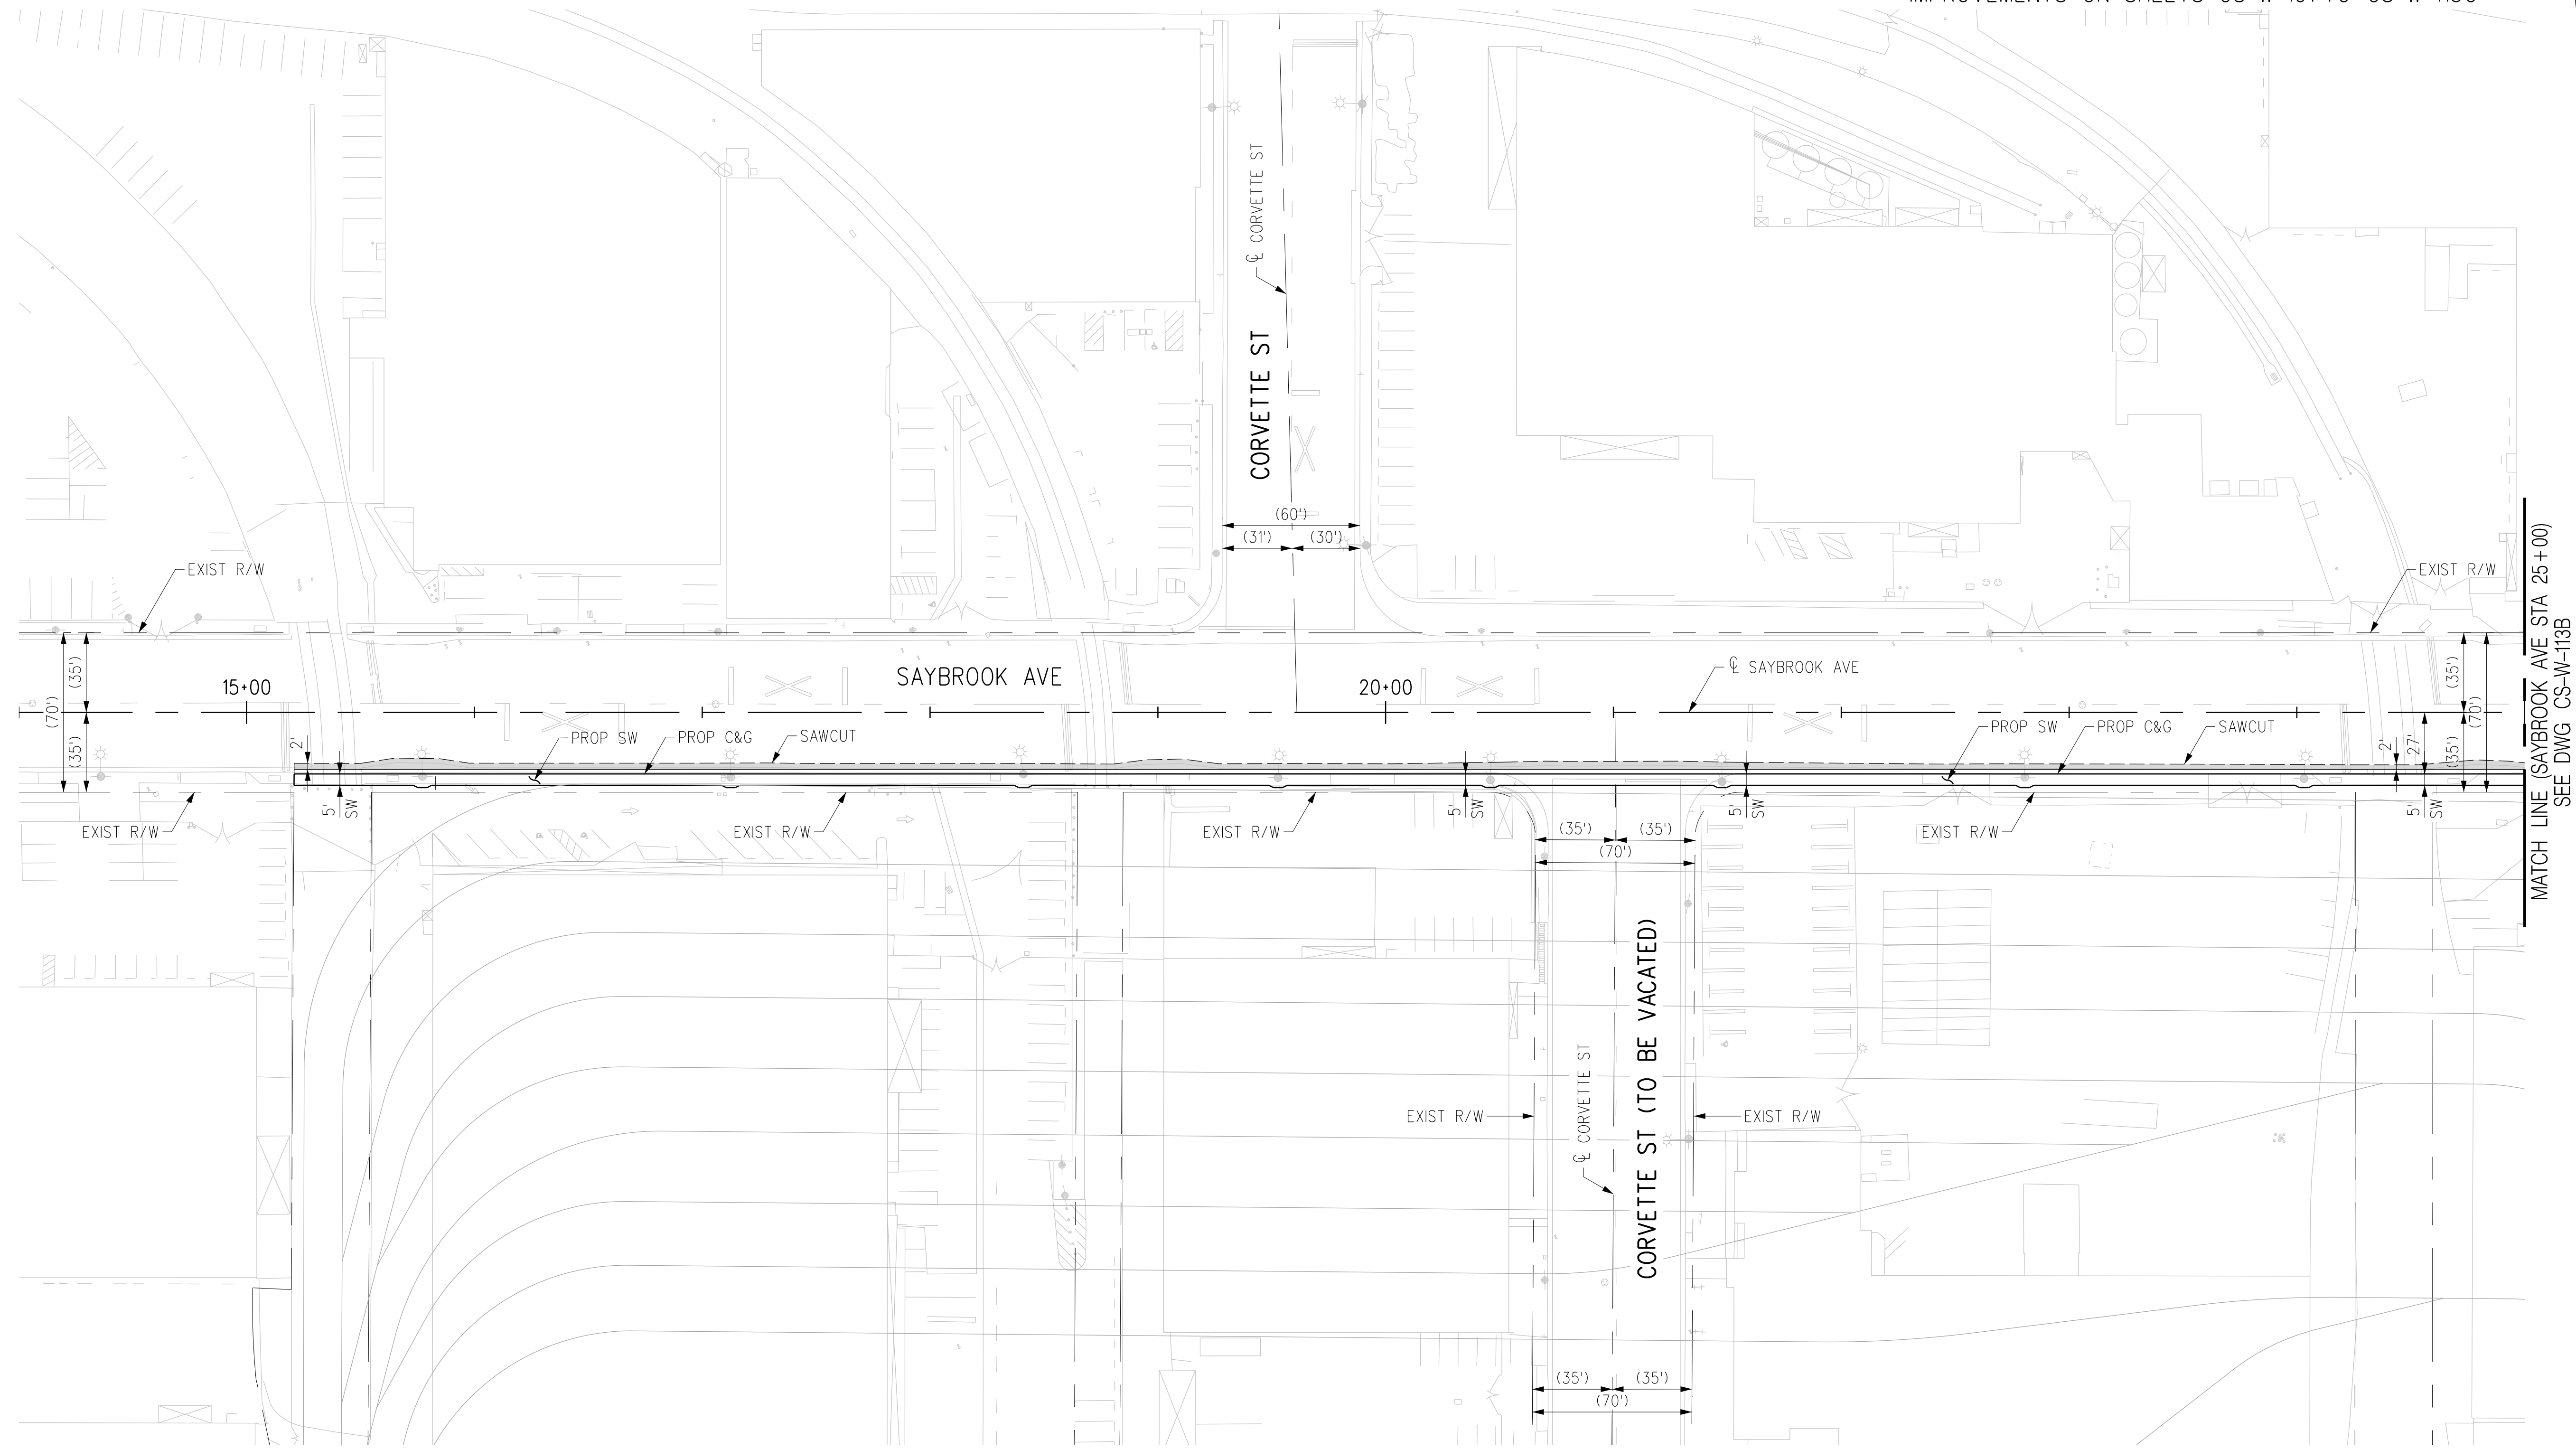 ℄ CORVETTE ST
CORVETTE ST
(60')
(31')
(30')
EXIST R/W
EXIST R/W
(35')
(70')
(35')
15+00
SAYBROOK AVE
20+00
℄ SAYBROOK AVE
(35')
(70')
(35')
27'
2'
2'
PROP SW
PROP C&G
SAWCUT
PROP SW
PROP C&G
SAWCUT
5'
SW
5'
SW
5'
SW
5'
SW
EXIST R/W
EXIST R/W
EXIST R/W
EXIST R/W
(35')
(35')
(70')
EXIST R/W
EXIST R/W
℄ CORVETTE ST
CORVETTE ST (TO BE VACATED)
(35')
(35')
(70')
MATCH LINE (SAYBROOK AVE STA 25+00)
SEE DWG CS-W-113B